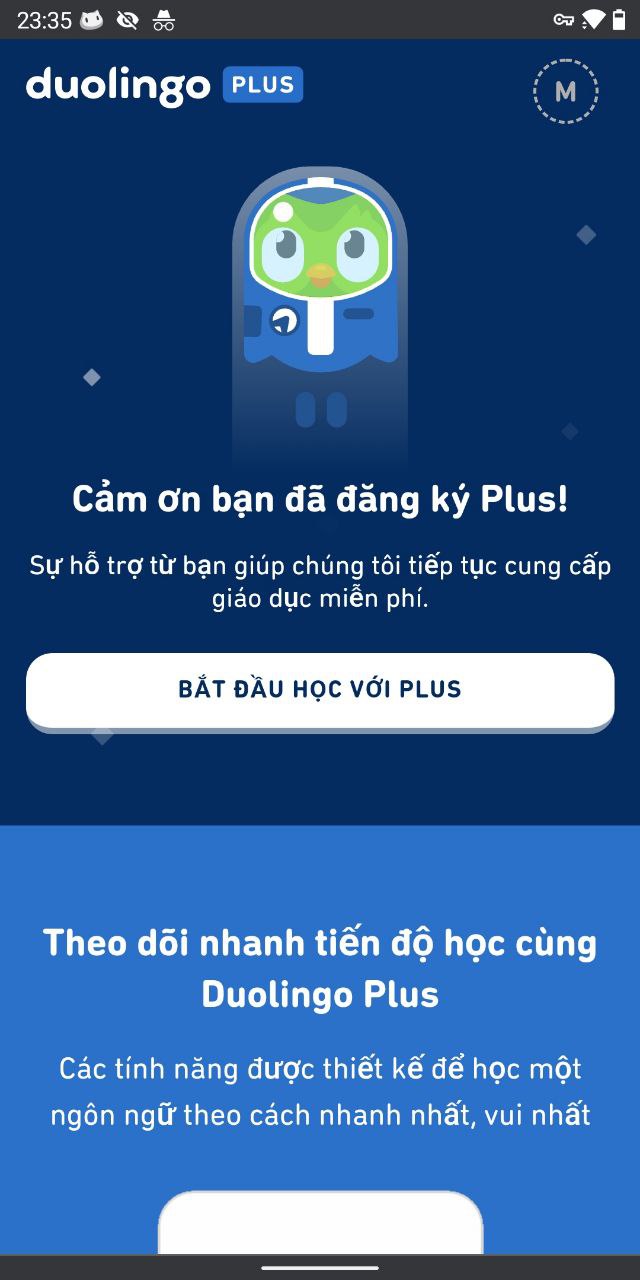 23:35
duolingo PLUS
M
Cảm ơn bạn đã đăng ký Plus!
Sự hỗ trợ từ bạn giúp chúng tôi tiếp tục cung cấp
giáo dục miễn phí.
BẮT ĐẦU HỌC VỚI PLUS
Theo dõi nhanh tiến độ học cùng
Duolingo Plus
Các tính năng được thiết kế để học một
ngôn ngữ theo cách nhanh nhất, vui nhất